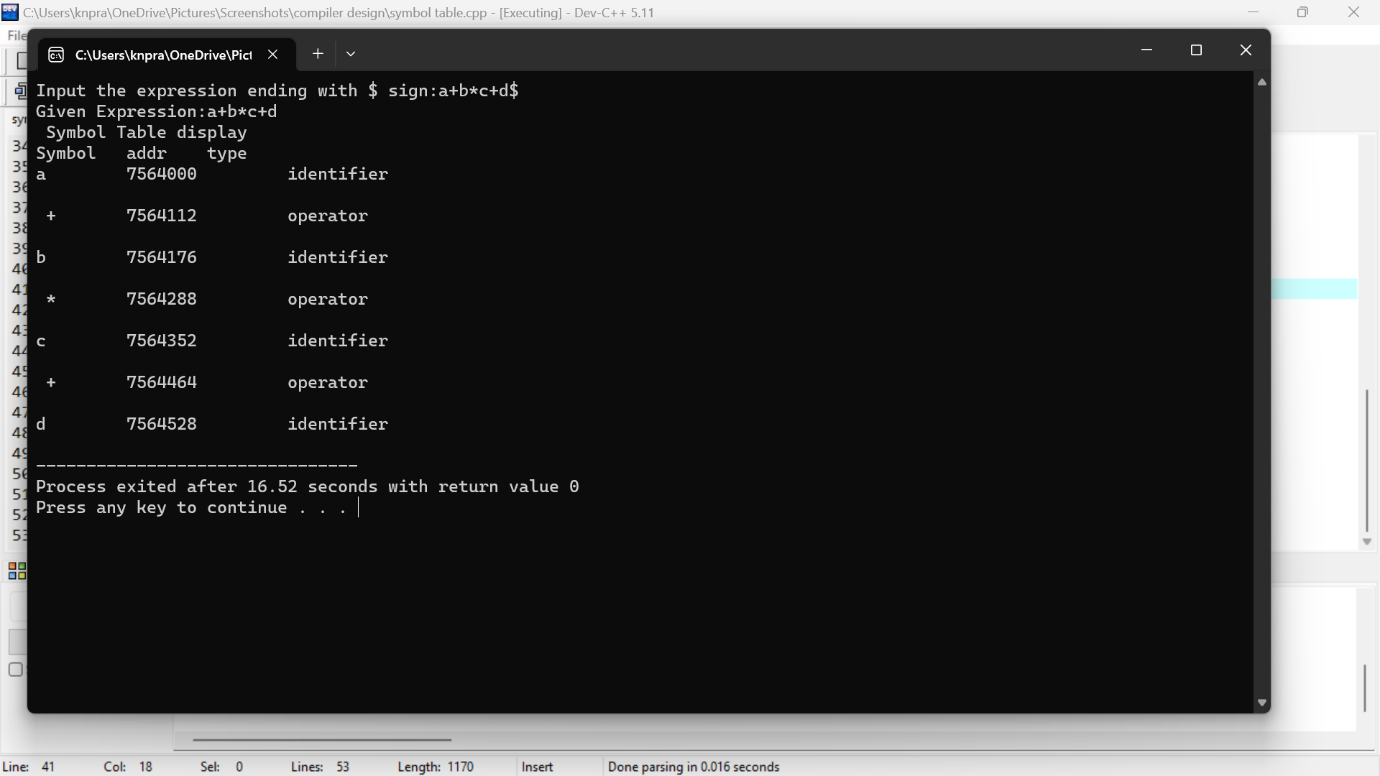 C:\Users\knpra\OneDrive\Pictures\Screenshots\compiler design\symbol table.cpp - [Executing] - Dev-C++ 5.11
File
C:\Users\knpra\OneDrive\Pict
Input the expression ending with $ sign:a+b*c+d$
Given Expression:a+b*c+d
Symbol Table display
Symbol addr type
a 7564000 identifier
+ 7564112 operator
b 7564176 identifier
* 7564288 operator
c 7564352 identifier
+ 7564464 operator
d 7564528 identifier
--------------------------------
Process exited after 16.52 seconds with return value 0
Press any key to continue . . .
Line: 41 Col: 18 Sel: 0 Lines: 53 Length: 1170 Insert Done parsing in 0.016 seconds